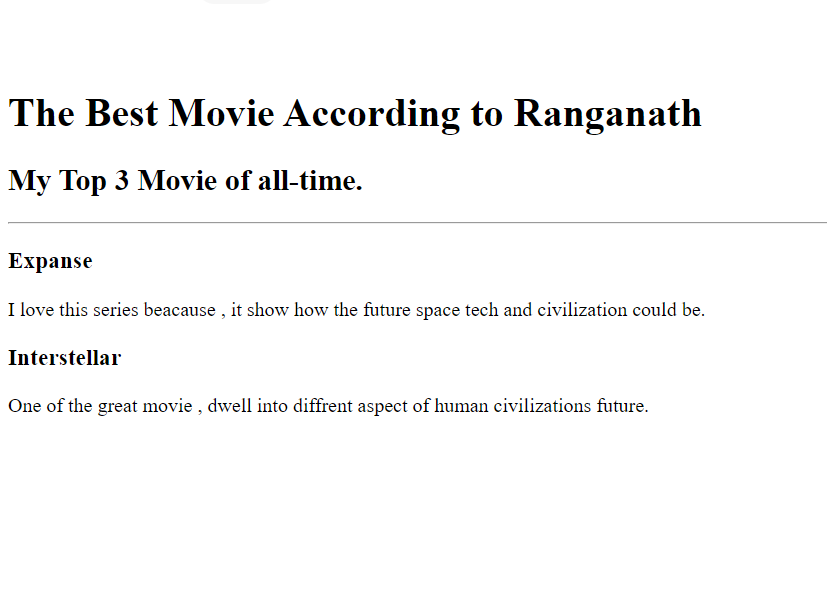 The Best Movie According to Ranganath
My Top 3 Movie of all-time.
Expanse
I love this series beacause , it show how the future space tech and civilization could be.
Interstellar
One of the great movie , dwell into diffrent aspect of human civilizations future.